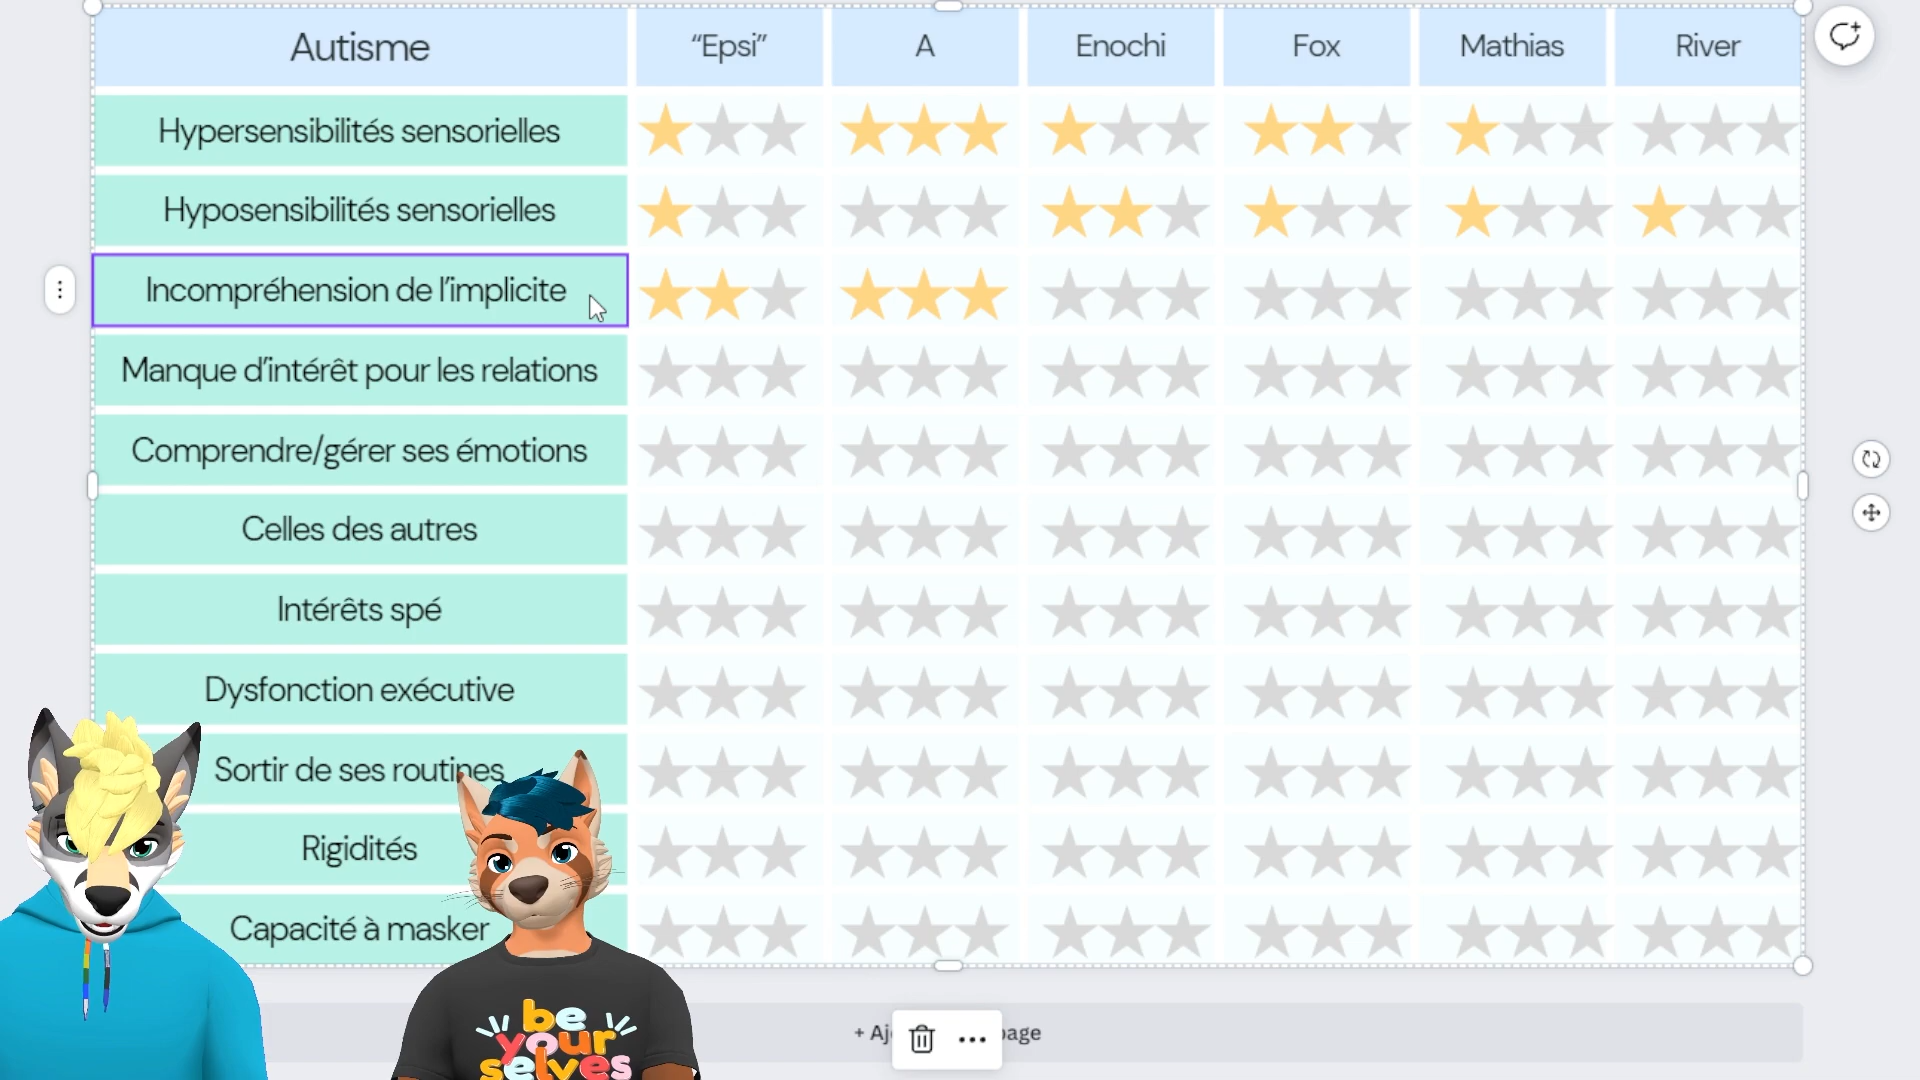 Autisme "Epsi" A Enochi Fox Mathias River
Hypersensibilités sensorielles
Hyposensibilités sensorielles
Incompréhension de l'implicite
Manque d'intérêt pour les relations
Comprendre/gérer ses émotions
Celles des autres
Intérêts spé
Dysfonction exécutive
Sortir de ses routines
Rigidités
Capacité à masker
be
your
selves
+ Aj page